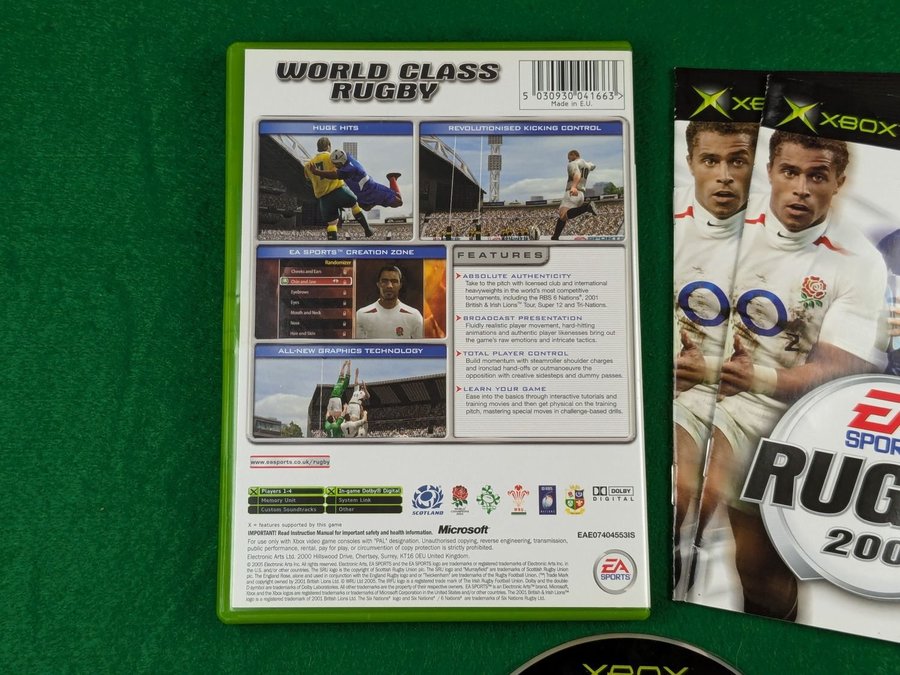 WORLD CLASS
RUGBY
5 030930 041663 >
Made in E.U.
HUGE HITS
REVOLUTIONISED KICKING CONTROL
EA SPORTS™ CREATION ZONE
Randomizer
Cheeks and Ears
Chin and Jaw
Eyebrows
Eyes
Mouth and Neck
Nose
Hair and Skin
ALL-NEW GRAPHICS TECHNOLOGY
FEATURES
ABSOLUTE AUTHENTICITY
Take to the pitch with licensed club and international
heavyweights in the world's most competitive
tournaments, including the RBS 6 Nations®, 2001
British & Irish Lions™ Tour, Super 12 and Tri-Nations.
BROADCAST PRESENTATION
Fluidly realistic player movement, hard-hitting
animations and authentic player likenesses bring out
the game's raw emotions and intricate tactics.
TOTAL PLAYER CONTROL
Build momentum with steamroller shoulder charges
and ironclad hand-offs or outmanoeuvre the
opposition with creative sidesteps and dummy passes.
LEARN YOUR GAME
Ease into the basics through interactive tutorials and
training movies and then get physical on the training
pitch, mastering special moves in challenge-based drills.
www.easports.co.uk/rugby
X Players 1-4
Memory Unit
Custom Soundtracks
X In-game Dolby® Digital
System Link
Other
SCOTLAND
DOLBY
DIGITAL
X = features supported by this game
IMPORTANT! Read Instruction Manual for important safety and health information.
Microsoft
EAE07404553IS
For use only with Xbox video game consoles with "PAL" designation. Unauthorised copying, reverse engineering, transmission,
public performance, rental, pay for play, or circumvention of copy protection is strictly prohibited.
Electronic Arts Ltd. 2000 Hillswood Drive, Chertsey, Surrey, KT16 0EU United Kingdom.
EA
SPORTS
XBOX
O2
EA
SPORTS
RUG
200
XBOX